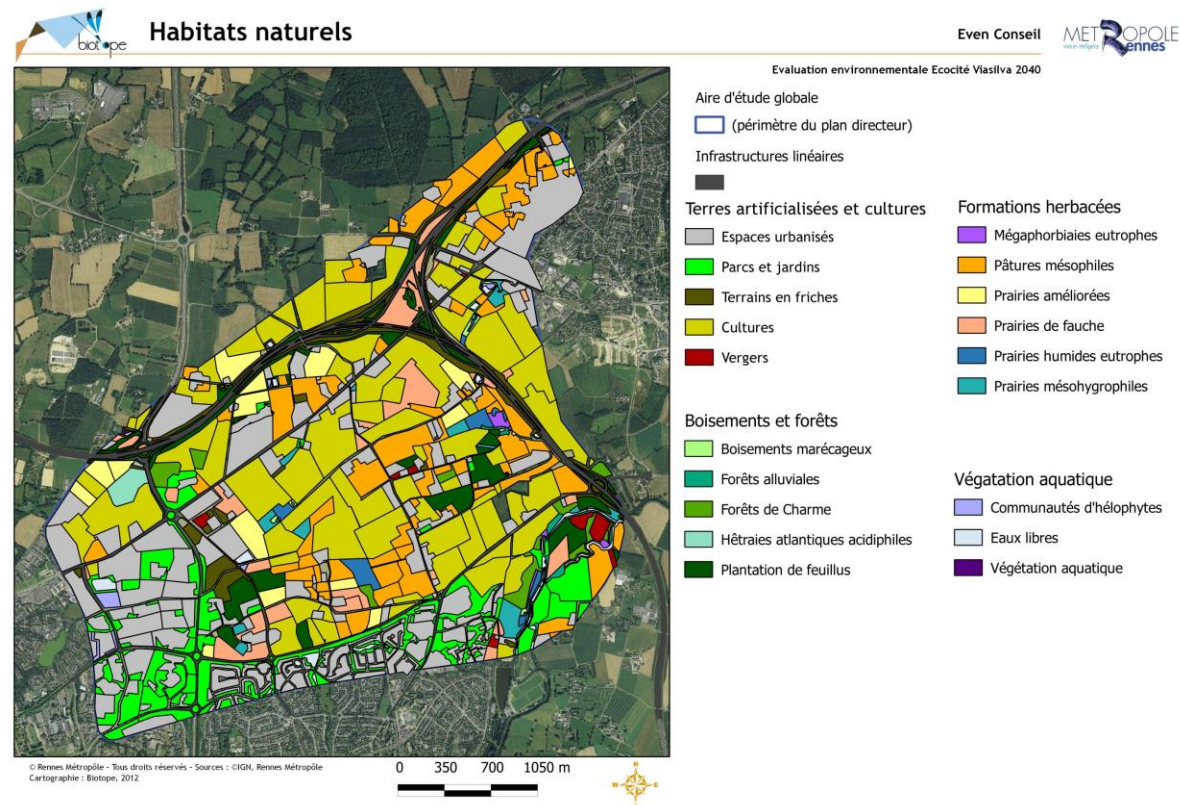 biotope
Habitats naturels
Even Conseil
METROPOLE
Rennes
Evaluation environnementale Ecocité Viasilva 2040
Aire d'étude globale
(périmètre du plan directeur)
Infrastructures linéaires
Terres artificialisées et cultures
Espaces urbanisés
Parcs et jardins
Terrains en friches
Cultures
Vergers
Boisements et forêts
Boisements marécageux
Forêts alluviales
Forêts de Charme
Hêtraies atlantiques acidiphiles
Plantation de feuillus
Formations herbacées
Mégaphorbiaies eutrophes
Pâtures mésophiles
Prairies améliorées
Prairies de fauche
Prairies humides eutrophes
Prairies mésohygrophiles
Végatation aquatique
Communautés d'hélophytes
Eaux libres
Végétation aquatique
© Rennes Métropôle - Tous droits réservés - Sources : ©IGN, Rennes Métropôle
Cartographie : Biotope, 2012
0 350 700 1050 m
N
W E
S